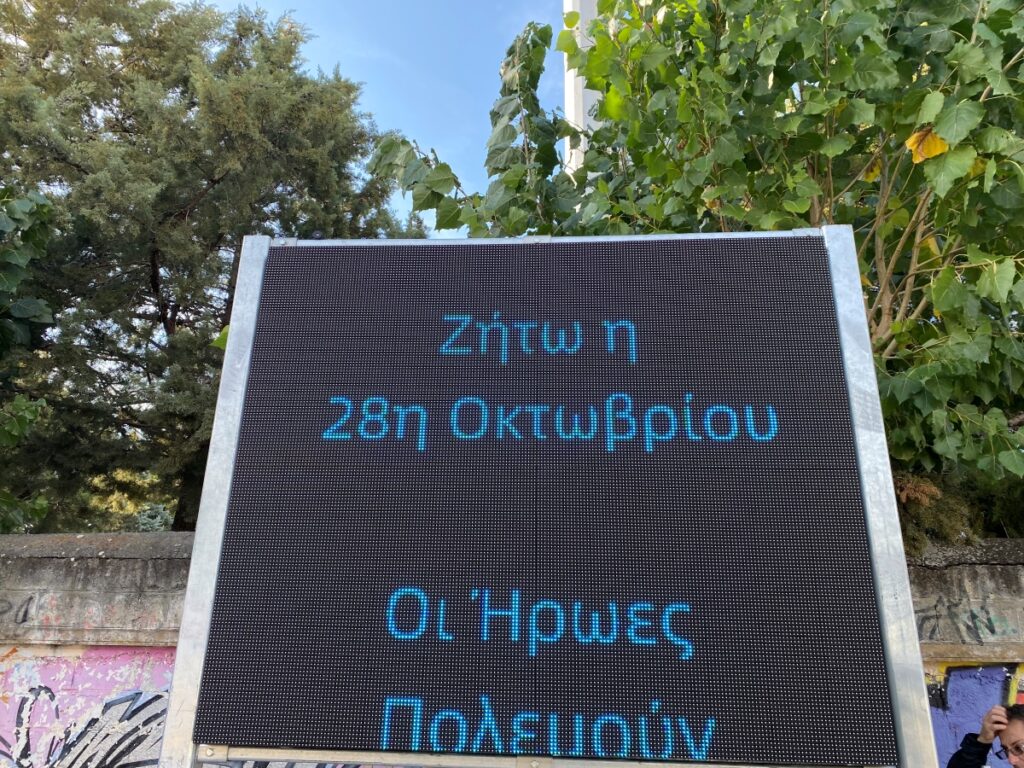 Ζήτω η
28η Οκτωβρίου
Οι Ήρωες
Πολεμούν